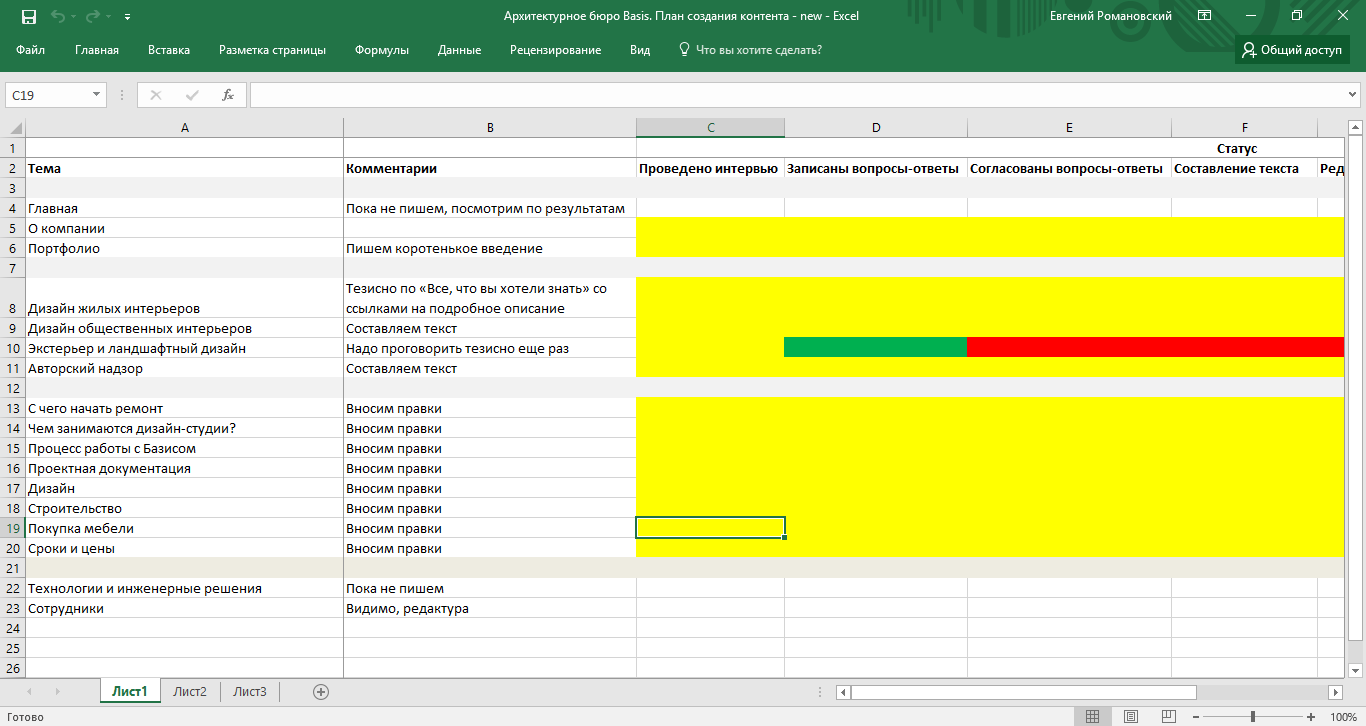 Архитектурное бюро Basis. План создания контента - new - Excel
Евгений Романовский
Файл Главная Вставка Разметка страницы Формулы Данные Рецензирование Вид Что вы хотите сделать? Общий доступ
C19 fx
A B C D E F
1 Статус
2 Тема Комментарии Проведено интервью Записаны вопросы-ответы Согласованы вопросы-ответы Составление текста Ред
3
4 Главная Пока не пишем, посмотрим по результатам
5 О компании
6 Портфолио Пишем коротенькое введение
7
Тезисно по «Все, что вы хотели знать» со
8 Дизайн жилых интерьеров ссылками на подробное описание
9 Дизайн общественных интерьеров Составляем текст
10 Экстерьер и ландшафтный дизайн Надо проговорить тезисно еще раз
11 Авторский надзор Составляем текст
12
13 С чего начать ремонт Вносим правки
14 Чем занимаются дизайн-студии? Вносим правки
15 Процесс работы с Базисом Вносим правки
16 Проектная документация Вносим правки
17 Дизайн Вносим правки
18 Строительство Вносим правки
19 Покупка мебели Вносим правки
20 Сроки и цены Вносим правки
21
22 Технологии и инженерные решения Пока не пишем
23 Сотрудники Видимо, редактура
24
25
26
Лист1 Лист2 Лист3
Готово 100%